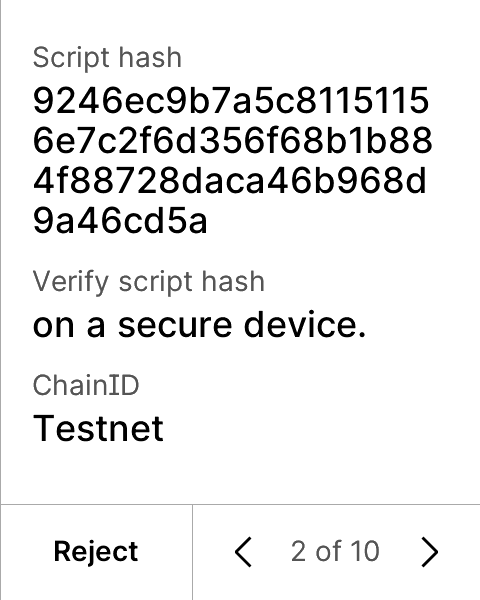 Script hash
9246ec9b7a5c8115115
6e7c2f6d356f68b1b88
4f88728daca46b968d
9a46cd5a
Verify script hash
on a secure device.
ChainID
Testnet
Reject
2 of 10